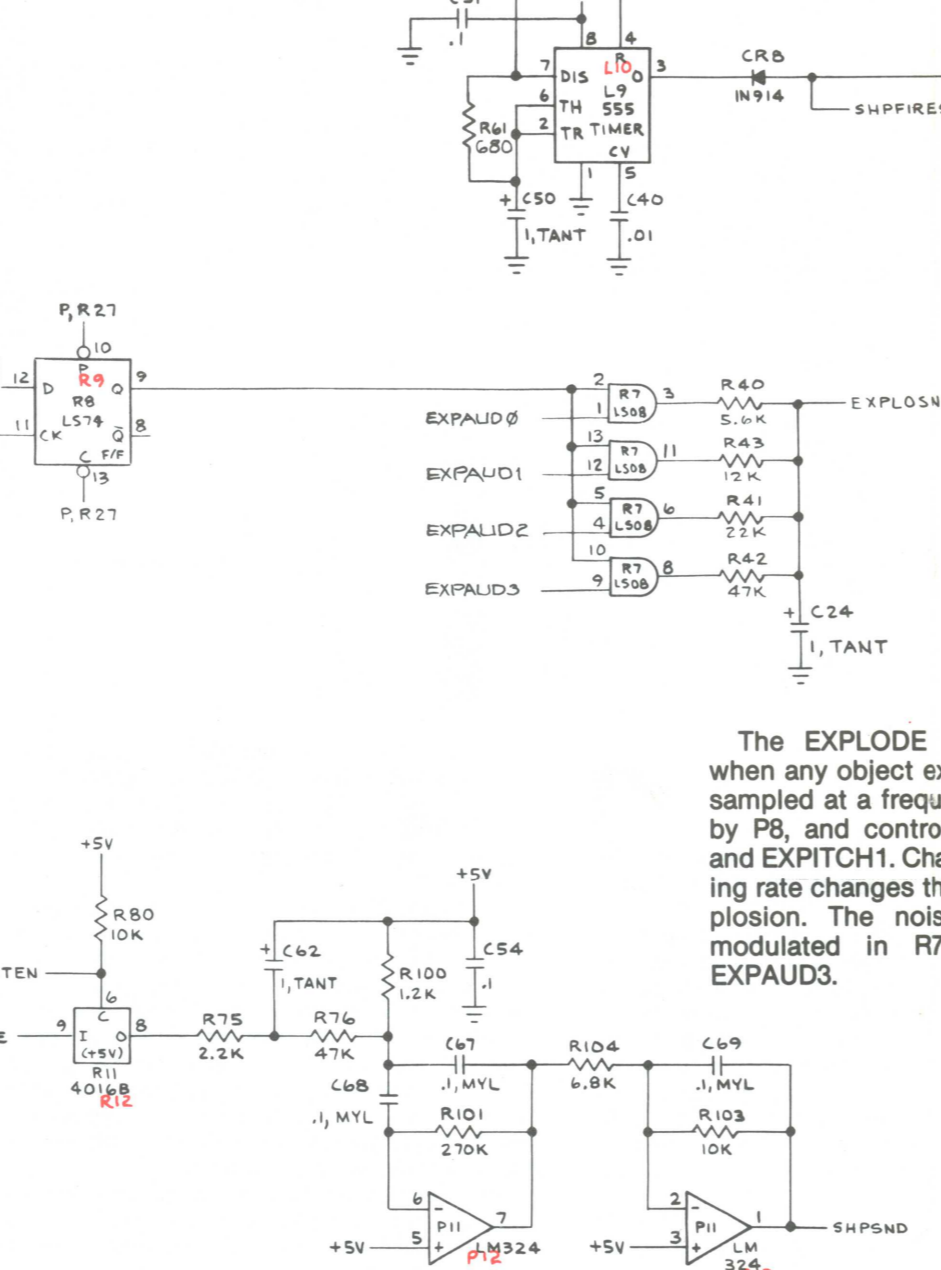 .1
8 4
R
7 DIS L10 O 3
L9
6 TH 555
2 TR TIMER
CV
1 5
R61
680
+ C50
1, TANT
C40
.01
CR8
1N914
P, R27
10
P
12 D R9 Q 9
R8
LS74
11 CK Q̅ 8
C F/F
13
P, R27
EXPAUDØ
2
1
R7
LS08
3
R40
5.6K
EXPLOSN
EXPAUD1
13
12
R7
LS08
11
R43
12K
EXPAUD2
5
4
R7
LS08
6
R41
22K
EXPAUD3
10
9
R7
LS08
8
R42
47K
+ C24
1, TANT
The EXPLODE
when any object ex
sampled at a frequ
by P8, and contro
and EXPITCH1. Cha
ing rate changes th
plosion. The nois
modulated in R7
EXPAUD3.
+5V
R80
10K
TEN
6
C
9 I O 8
(+5V)
R11
4016B
R12
R75
2.2K
+ C62
1, TANT
R76
47K
+5V
R100
1.2K
C54
.1
C67
.1, MYL
C68
.1, MYL
R101
270K
6 -
P11
7
5 +
+5V
LM324
P12
R104
6.8K
C69
.1, MYL
R103
10K
2 -
P11
1
3 +
+5V
LM
324
SHPSND